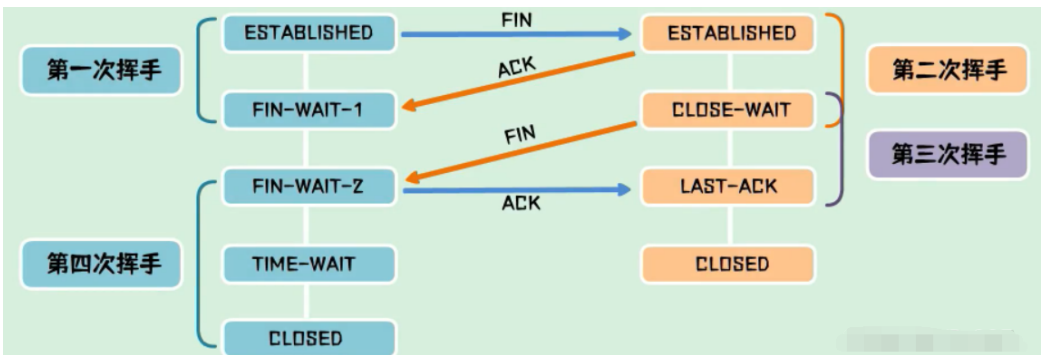 第一次挥手
ESTABLISHED
FIN-WAIT-1
FIN-WAIT-2
第四次挥手
TIME-WAIT
CLOSED
FIN
ACK
FIN
ACK
ESTABLISHED
CLOSE-WAIT
LAST-ACK
CLOSED
第二次挥手
第三次挥手